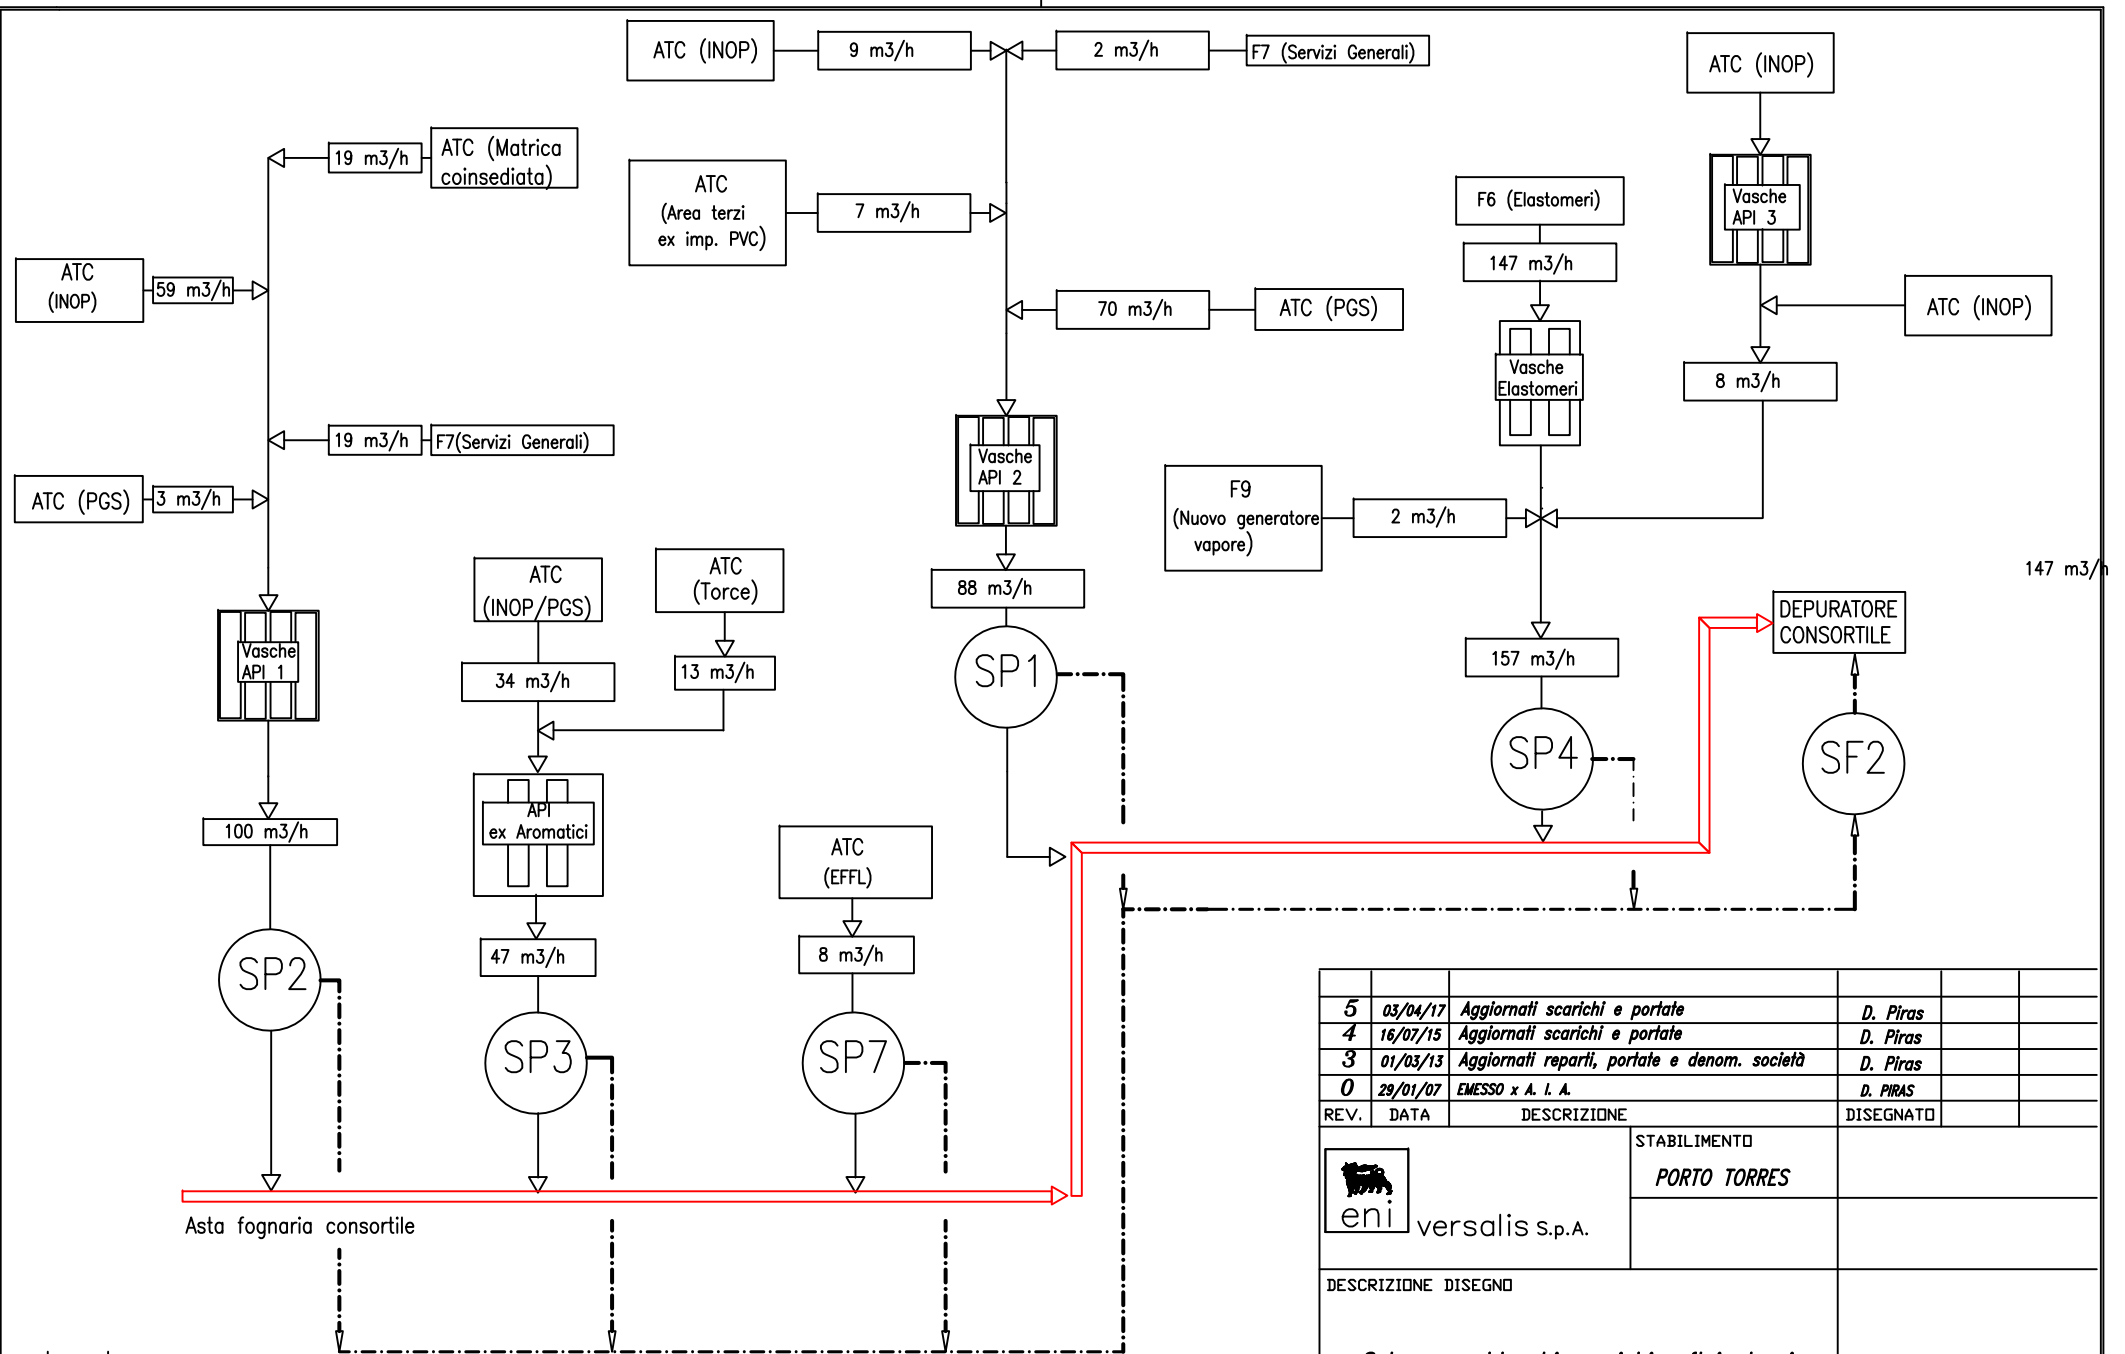 ATC (INOP)
9 m3/h
2 m3/h
F7 (Servizi Generali)
ATC (INOP)
19 m3/h
ATC (Matrica
coinsediata)
ATC
(Area terzi
ex imp. PVC)
7 m3/h
F6 (Elastomeri)
147 m3/h
Vasche
API 3
ATC
(INOP)
59 m3/h
70 m3/h
ATC (PGS)
ATC (INOP)
Vasche
Elastomeri
8 m3/h
19 m3/h
F7(Servizi Generali)
ATC (PGS)
3 m3/h
Vasche
API 2
F9
(Nuovo generatore
vapore)
2 m3/h
147 m3/h
ATC
(INOP/PGS)
ATC
(Torce)
88 m3/h
DEPURATORE
CONSORTILE
Vasche
API 1
34 m3/h
13 m3/h
SP1
157 m3/h
SP4
SF2
100 m3/h
API
ex Aromatici
ATC
(EFFL)
47 m3/h
8 m3/h
SP2
SP3
SP7
Asta fognaria consortile
5 03/04/17 Aggiornati scarichi e portate D. Piras
4 16/07/15 Aggiornati scarichi e portate D. Piras
3 01/03/13 Aggiornati reparti, portate e denom. società D. Piras
0 29/01/07 EMESSO x A. I. A. D. PIRAS
REV. DATA DESCRIZIONE DISEGNATO
STABILIMENTO
PORTO TORRES
eni
versalis S.p.A.
DESCRIZIONE DISEGNO